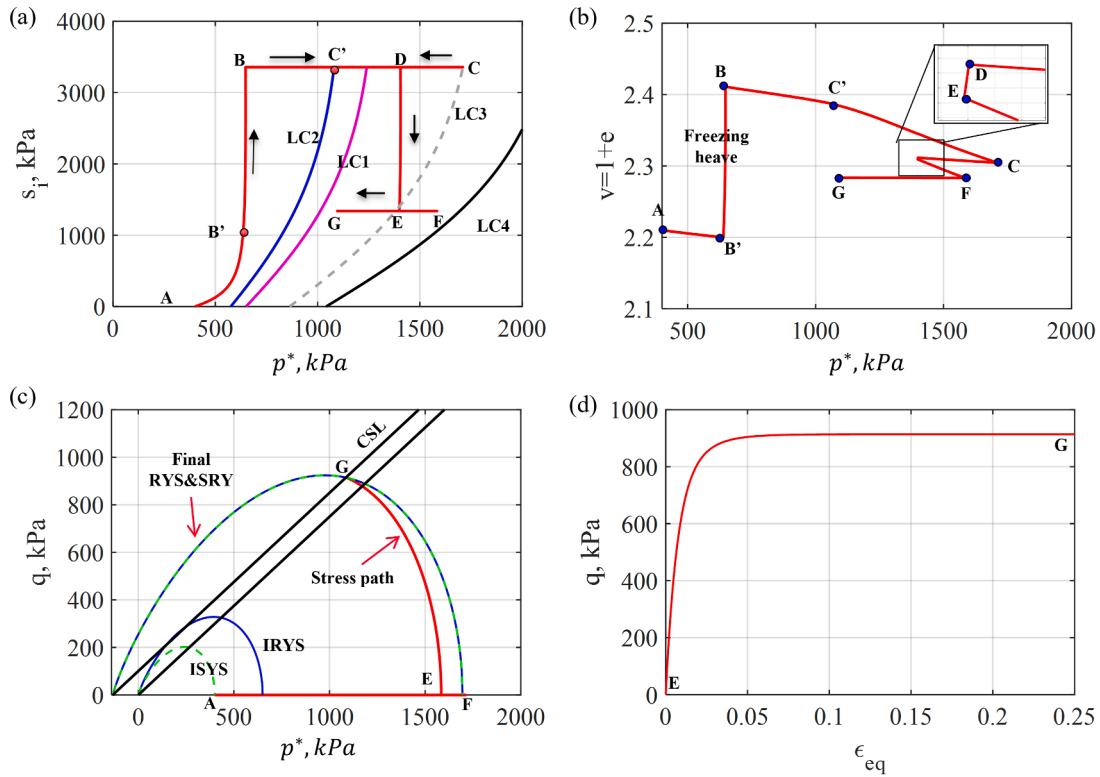 (a)
4000
3000
2000
1000
0
s_i, kPa
B
C’
D
C
LC3
LC2
LC1
B’
G
E
F
LC4
A
0
500
1000
1500
2000
p*, kPa
(b)
2.5
2.4
2.3
2.2
2.1
v=1+e
B
C’
D
E
Freezing
heave
C
G
F
A
B’
500
1000
1500
2000
p*, kPa
(c)
1200
1000
800
600
400
200
0
q, kPa
CSL
Final
RYS&SRY
G
Stress path
IRYS
ISYS
E
A
F
0
500
1000
1500
2000
p*, kPa
(d)
1000
800
600
400
200
0
q, kPa
G
E
0
0.05
0.1
0.15
0.2
0.25
ϵ_eq